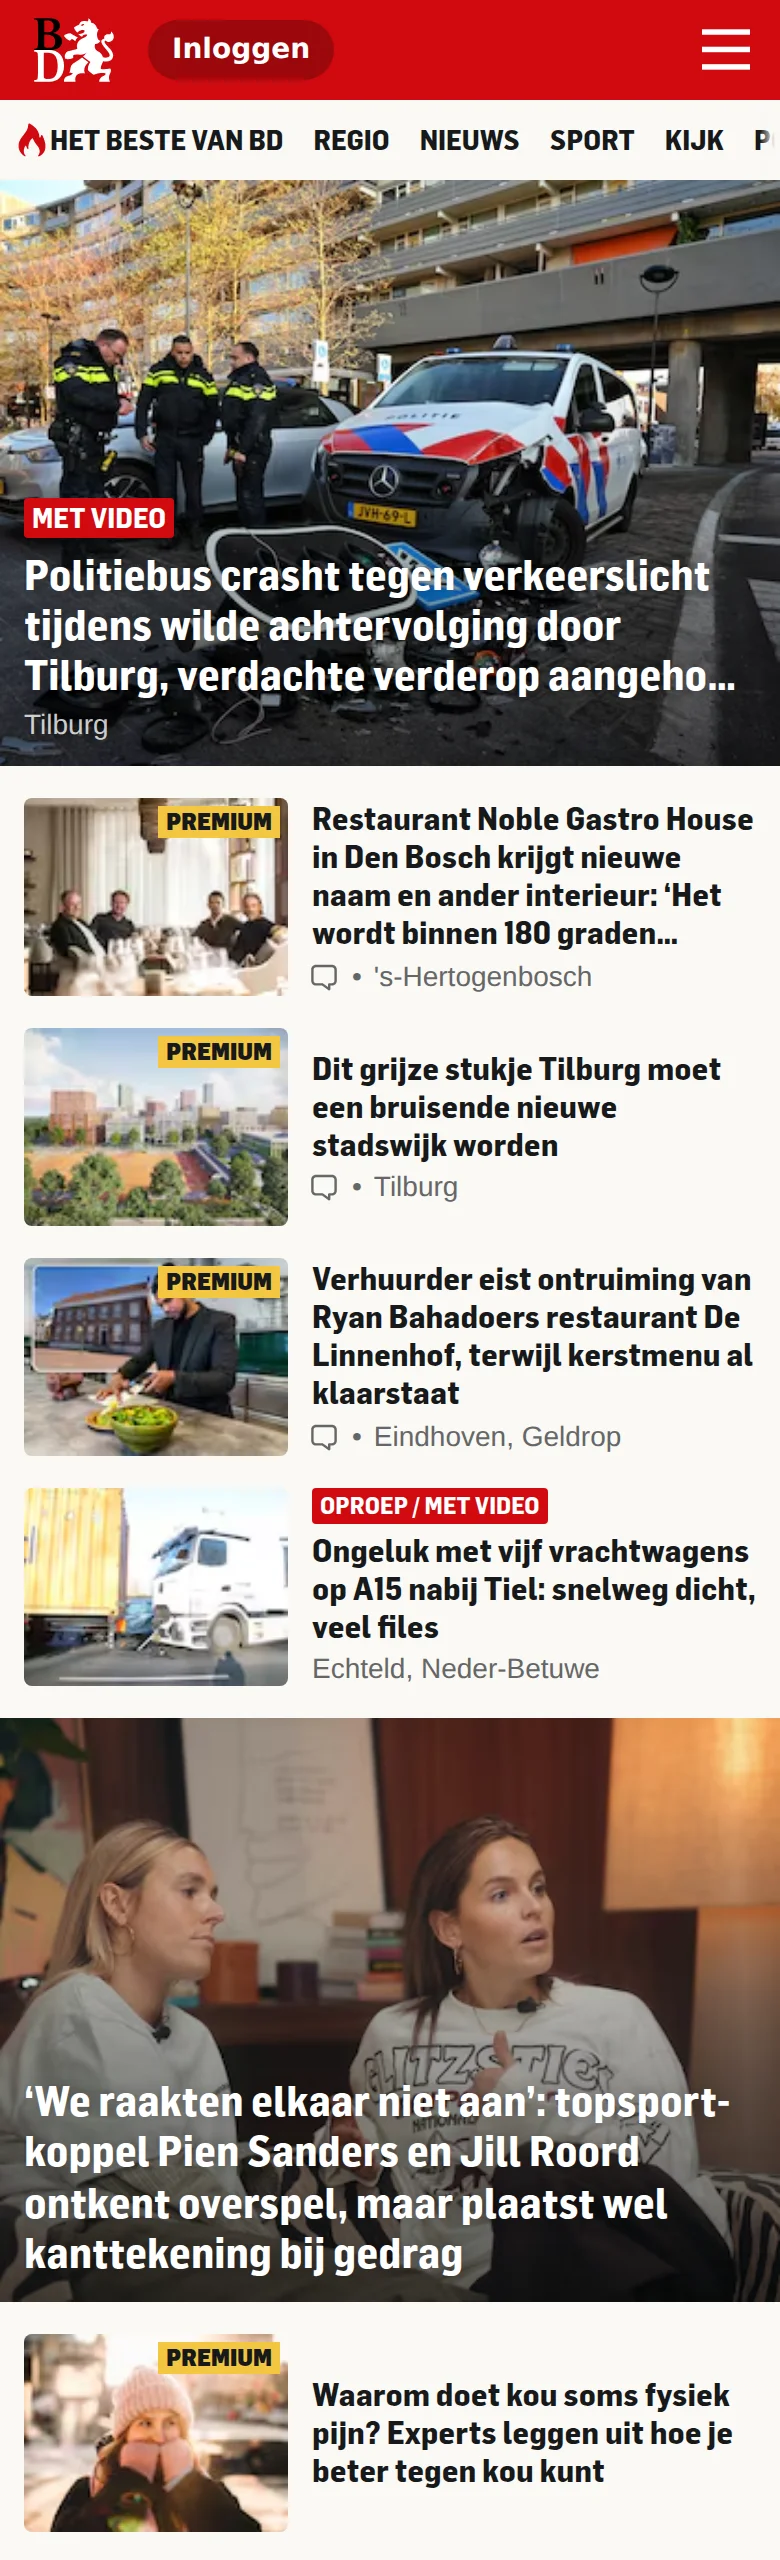 B
D
Inloggen
HET BESTE VAN BD REGIO NIEUWS SPORT KIJK
POLITIE
JVH-69-L
MET VIDEO
Politiebus crasht tegen verkeerslicht
tijdens wilde achtervolging door
Tilburg, verdachte verderop aangeho...
Tilburg
PREMIUM
Restaurant Noble Gastro House
in Den Bosch krijgt nieuwe
naam en ander interieur: ‘Het
wordt binnen 180 graden...
• 's-Hertogenbosch
PREMIUM
Dit grijze stukje Tilburg moet
een bruisende nieuwe
stadswijk worden
• Tilburg
PREMIUM
Verhuurder eist ontruiming van
Ryan Bahadoers restaurant De
Linnenhof, terwijl kerstmenu al
klaarstaat
• Eindhoven, Geldrop
OPROEP / MET VIDEO
Ongeluk met vijf vrachtwagens
op A15 nabij Tiel: snelweg dicht,
veel files
Echteld, Neder-Betuwe
‘We raakten elkaar niet aan’: topsport-
koppel Pien Sanders en Jill Roord
ontkent overspel, maar plaatst wel
kanttekening bij gedrag
PREMIUM
Waarom doet kou soms fysiek
pijn? Experts leggen uit hoe je
beter tegen kou kunt